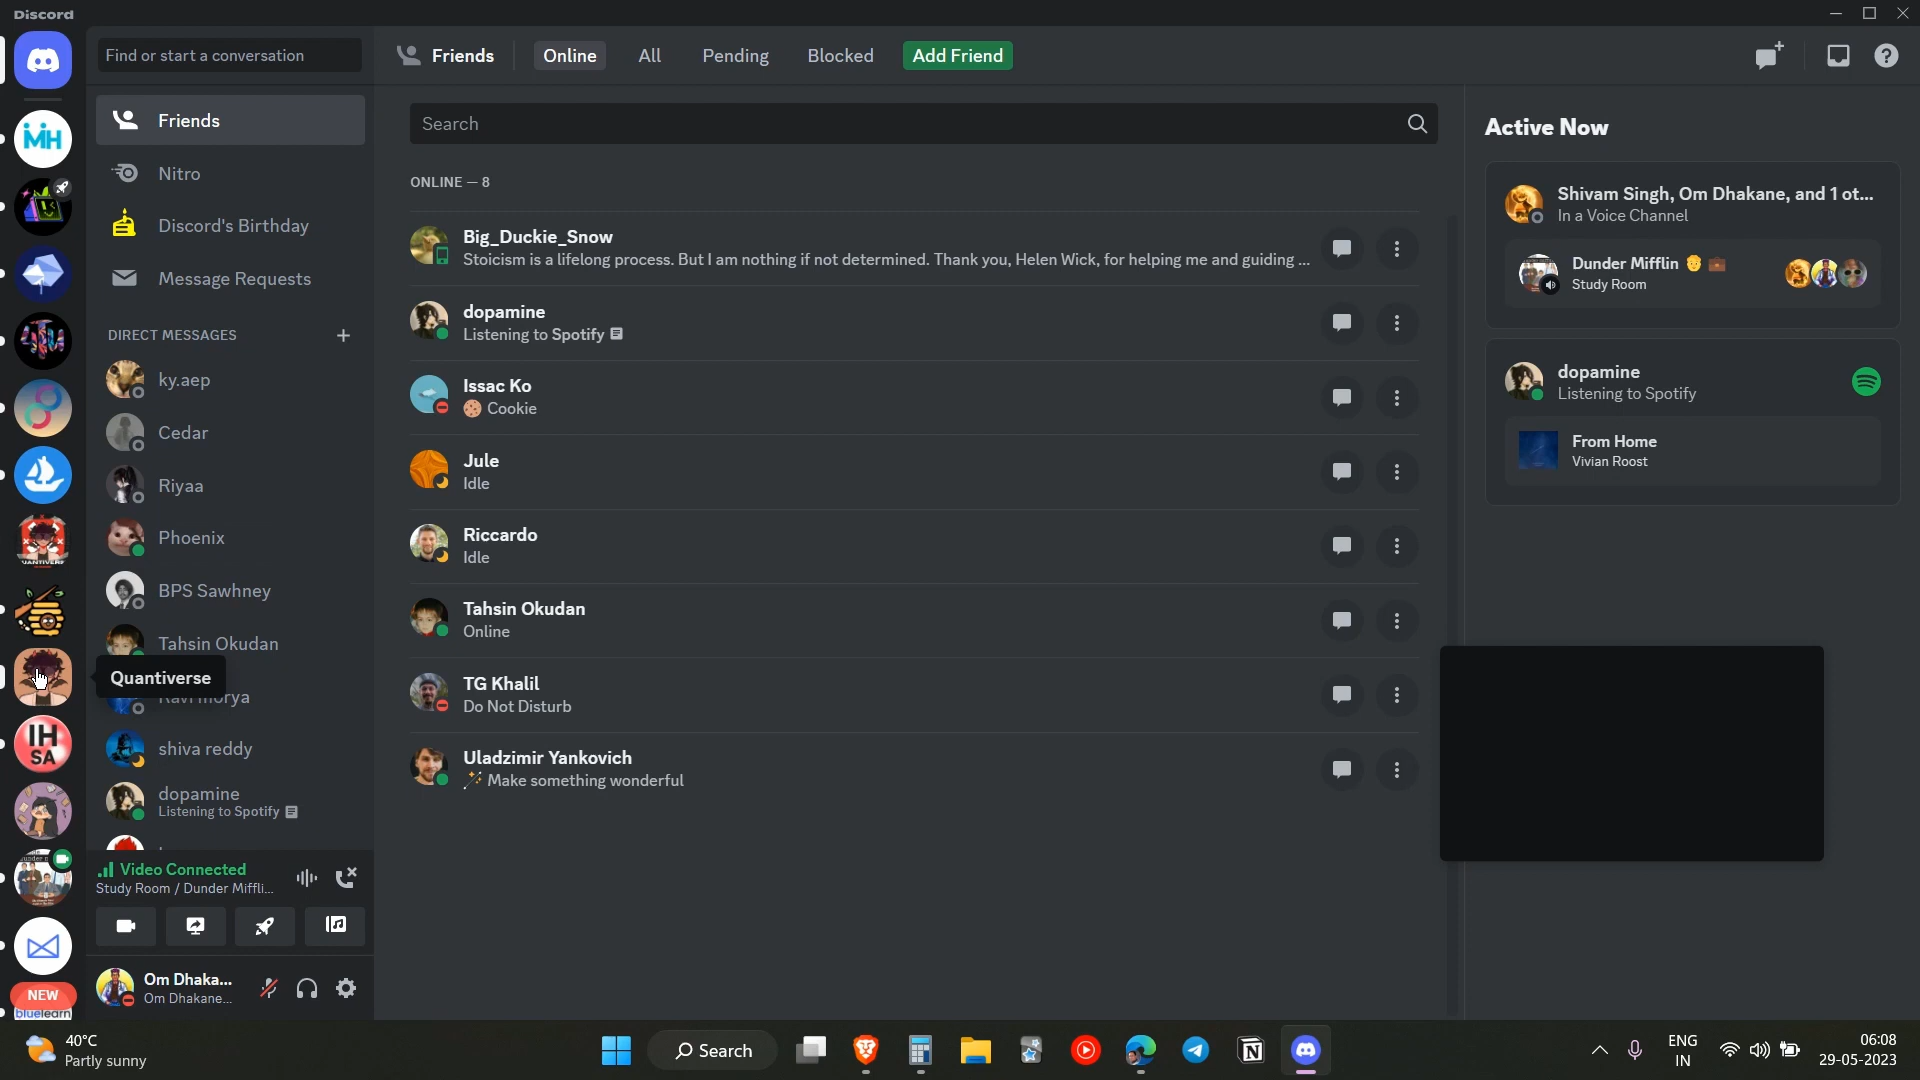 Discord
Find or start a conversation
Friends
Online
All
Pending
Blocked
Add Friend
Friends
Nitro
Discord's Birthday
Message Requests
DIRECT MESSAGES
ky.aep
Cedar
Riyaa
Phoenix
BPS Sawhney
Tahsin Okudan
Quantiverse
shiva reddy
dopamine
Listening to Spotify
Video Connected
Study Room / Dunder Miffli...
Om Dhaka...
Om Dhakane...
MH
4TU
IH
SA
NEW
bluelearn
Search
ONLINE — 8
Big_Duckie_Snow
Stoicism is a lifelong process. But I am nothing if not determined. Thank you, Helen Wick, for helping me and guiding ...
dopamine
Listening to Spotify
Issac Ko
Cookie
Jule
Idle
Riccardo
Idle
Tahsin Okudan
Online
TG Khalil
Do Not Disturb
Uladzimir Yankovich
Make something wonderful
Active Now
Shivam Singh, Om Dhakane, and 1 ot...
In a Voice Channel
Dunder Mifflin
Study Room
dopamine
Listening to Spotify
From Home
Vivian Roost
40°C
Partly sunny
Search
ENG
IN
06:08
29-05-2023